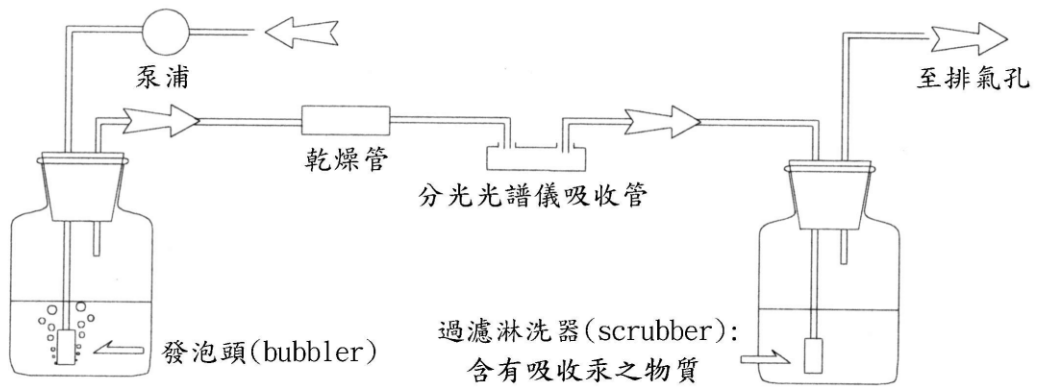 泵浦
至排氣孔
乾燥管
分光光譜儀吸收管
發泡頭(bubbler)
過濾淋洗器(scrubber):
含有吸收汞之物質